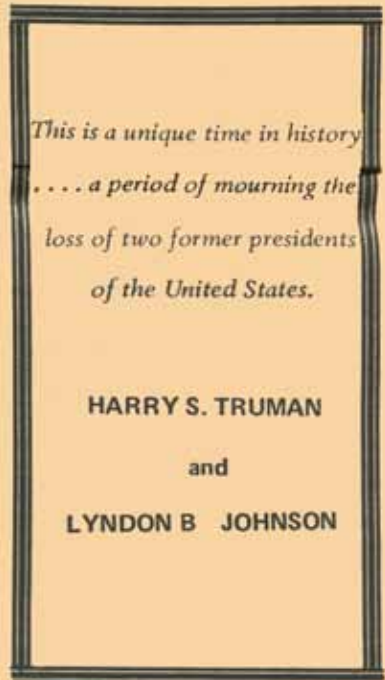 This is a unique time in history
. . . . a period of mourning the
loss of two former presidents
of the United States.
HARRY S. TRUMAN
and
LYNDON B JOHNSON